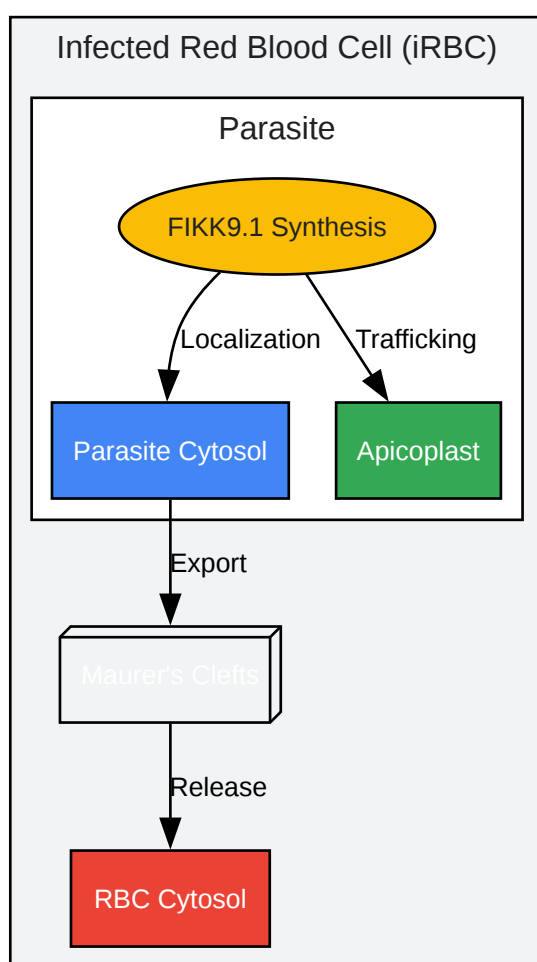 Infected Red Blood Cell (iRBC)
Parasite
FIKK9.1 Synthesis
Localization
Trafficking
Parasite Cytosol
Apicoplast
Export
Maurer's Clefts
Release
RBC Cytosol